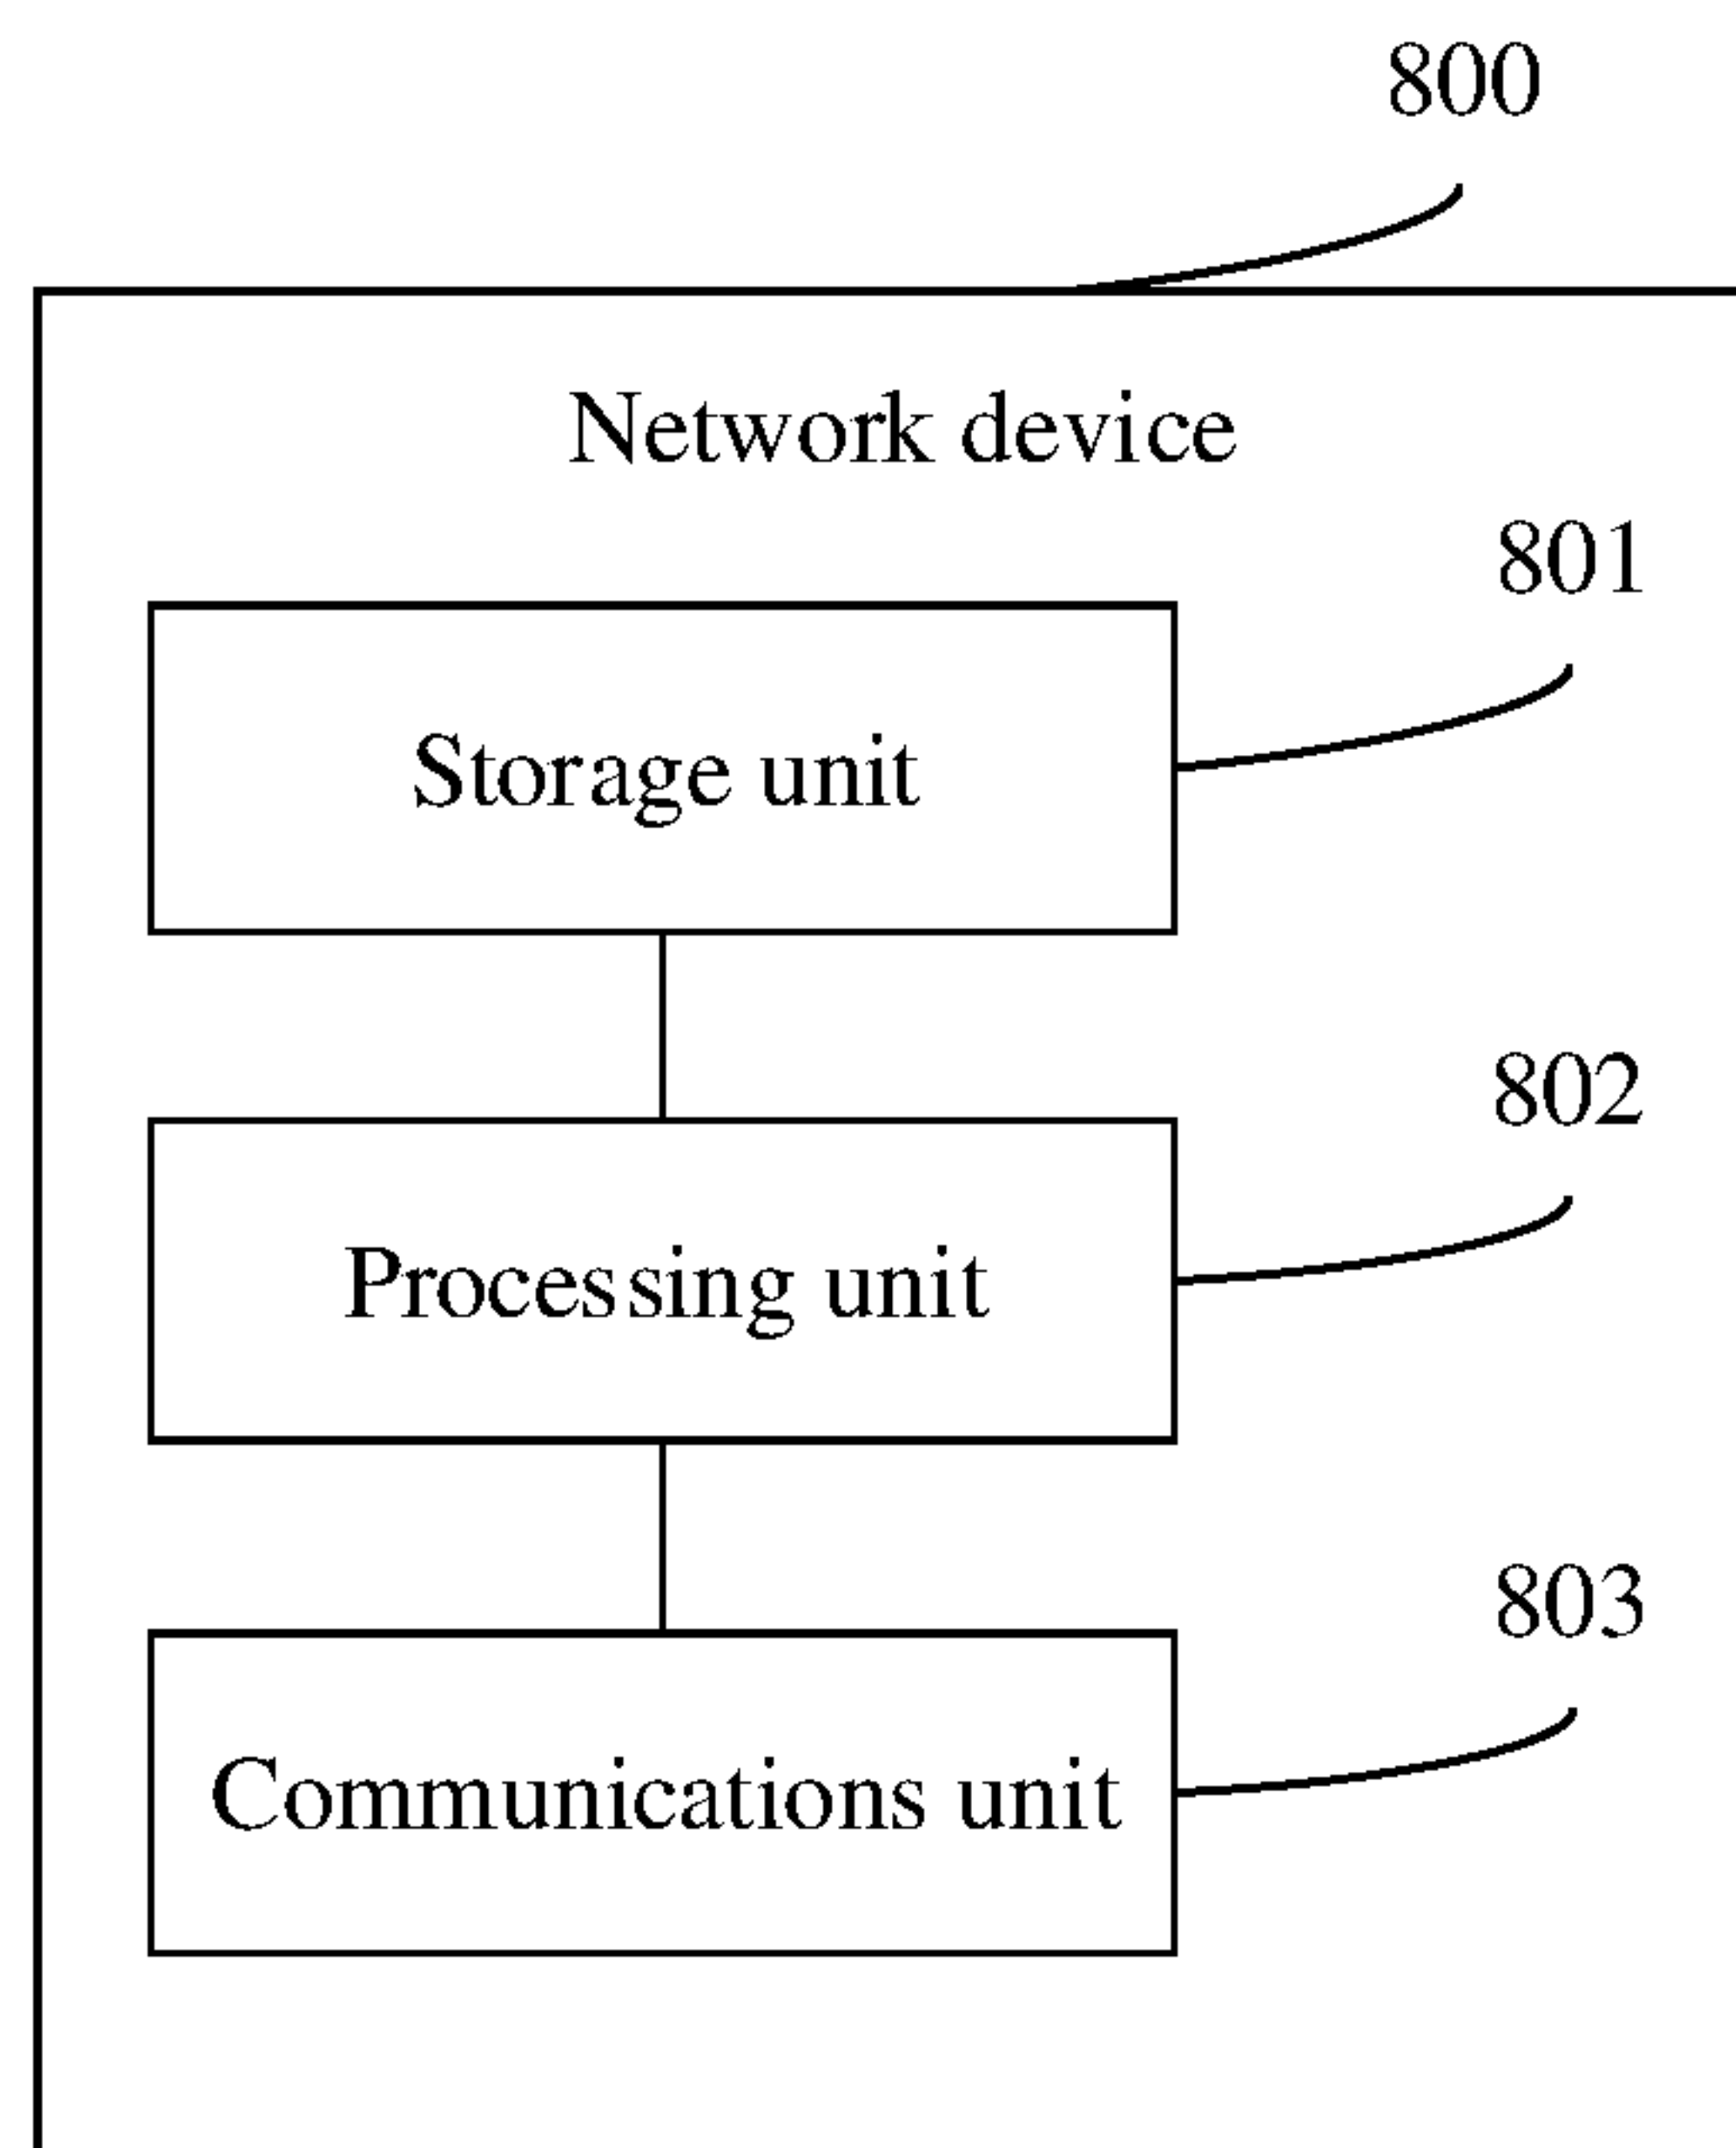 800
Network device
801
Storage unit
802
Processing unit
803
Communications unit